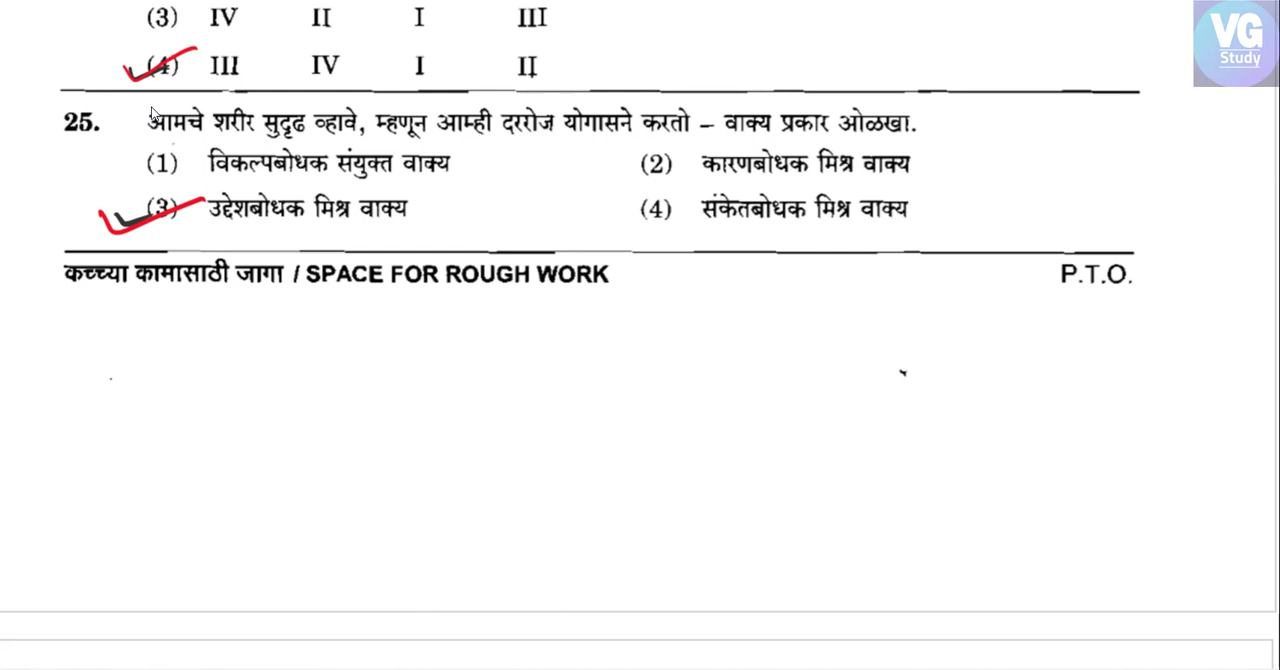 (3) IV II I III
VG
Study
(4) III IV I II
25. आमचे शरीर सुदृढ व्हावे, म्हणून आम्ही दररोज योगासने करतो – वाक्य प्रकार ओळखा.
(1) विकल्पबोधक संयुक्त वाक्य (2) कारणबोधक मिश्र वाक्य
(3) उद्देशबोधक मिश्र वाक्य (4) संकेतबोधक मिश्र वाक्य
कच्च्या कामासाठी जागा / SPACE FOR ROUGH WORK P.T.O.